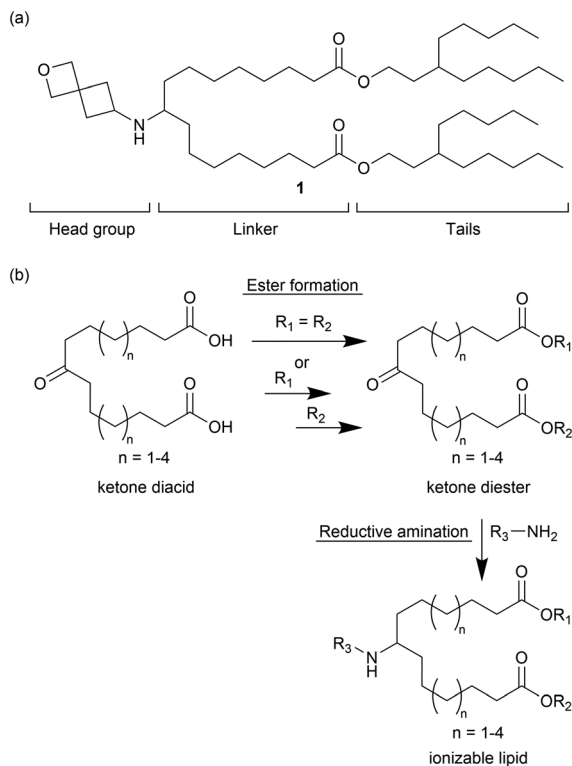 (a)
O
O
O
N
H
O
O
1
Head group
Linker
Tails
(b)
Ester formation
O
OH
n
R1 = R2
O
OR1
n
or
O
R1
O
O
OH
n
R2
O
OR2
n
n = 1-4
n = 1-4
ketone diacid
ketone diester
Reductive amination
R3−NH2
O
OR1
n
R3
N
H
O
OR2
n
n = 1-4
ionizable lipid